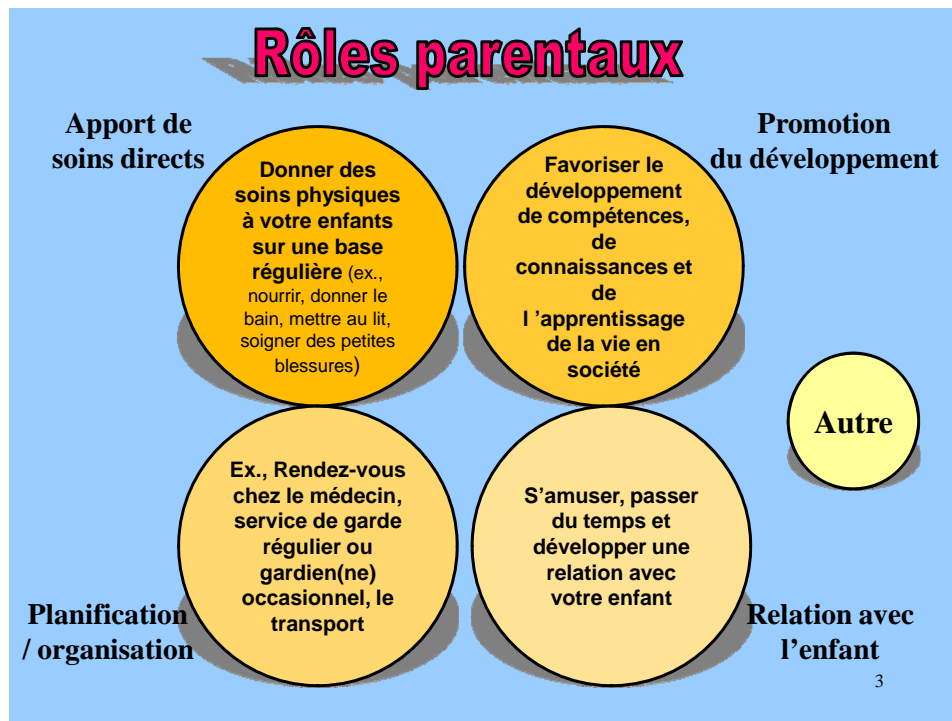 Rôles parentaux
Apport de
soins directs
Donner des
soins physiques
à votre enfants
sur une base
régulière (ex.,
nourrir, donner le
bain, mettre au lit,
soigner des petites
blessures)
Promotion
du développement
Favoriser le
développement
de compétences,
de
connaissances et
de
l ’apprentissage
de la vie en
société
Autre
Planification
/ organisation
Ex., Rendez-vous
chez le médecin,
service de garde
régulier ou
gardien(ne)
occasionnel, le
transport
S’amuser, passer
du temps et
développer une
relation avec
votre enfant
Relation avec
l’enfant
3